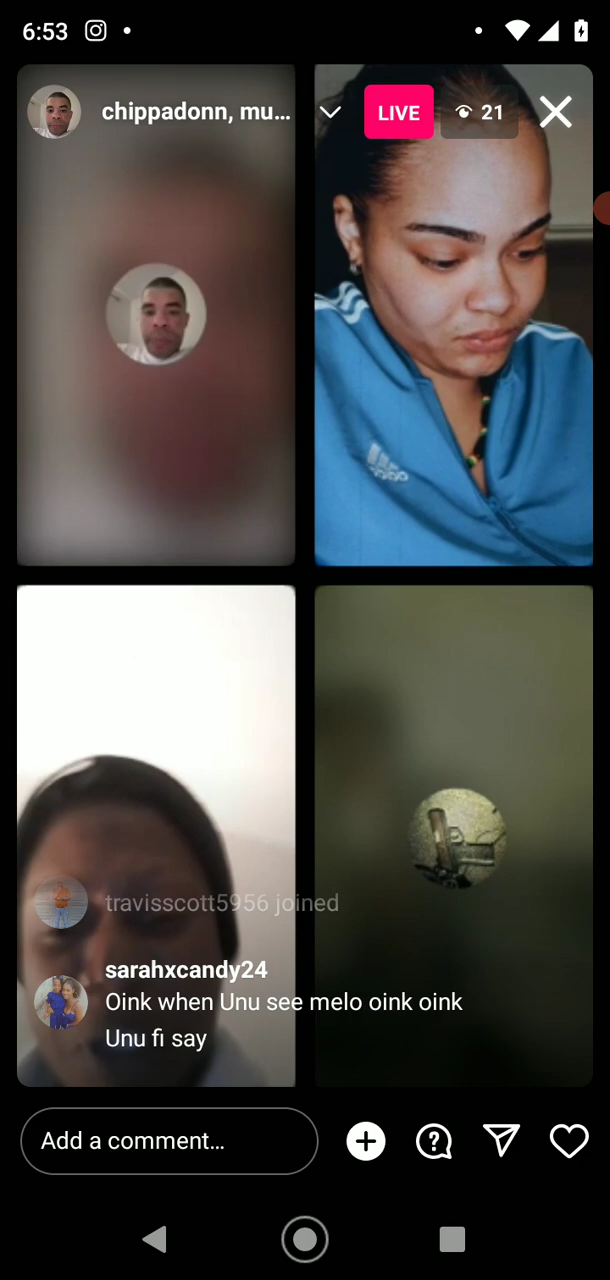 6:53
chippadonn, mu...
LIVE
21
adidas
travisscott5956 joined
sarahxcandy24
Oink when Unu see melo oink oink
Unu fi say
Add a comment...